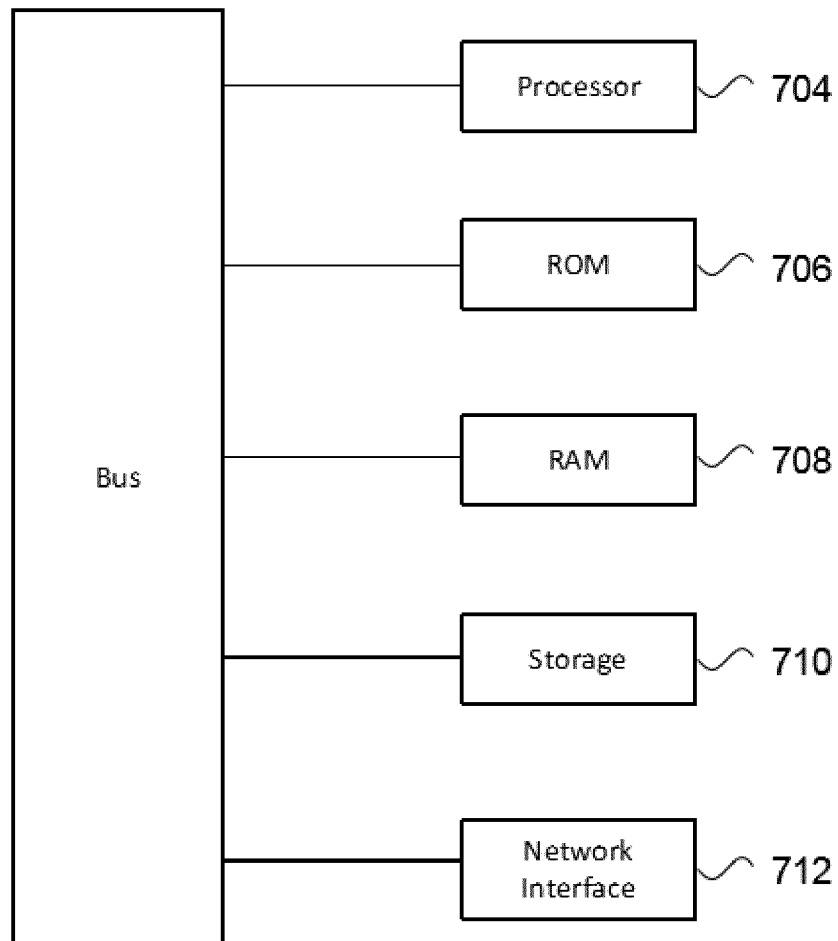 Processor 704
ROM 706
Bus
RAM 708
Storage 710
Network
Interface 712